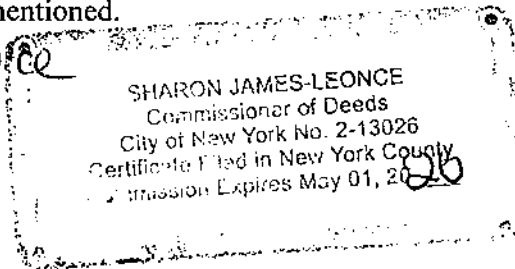 mentioned.
ce
SHARON JAMES-LEONCE
Commissioner of Deeds
City of New York No. 2-13026
Certificate Filed in New York County
Commission Expires May 01, 2026